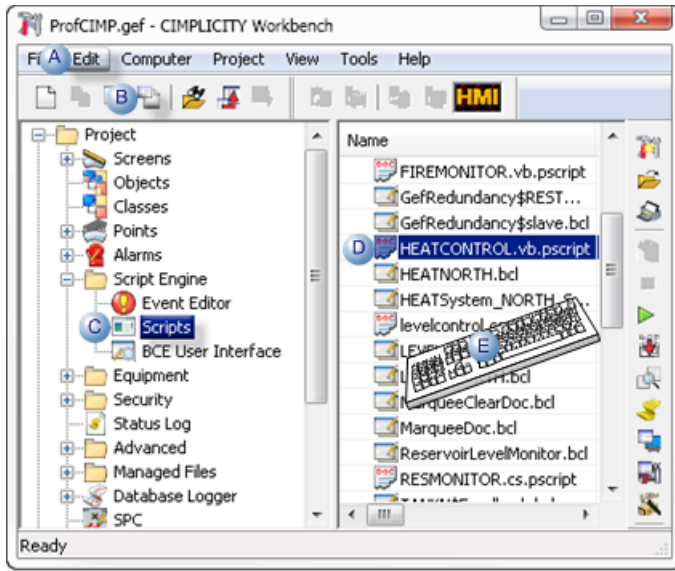 ProfCIMP.gef - CIMPLICITY Workbench
A Edit Computer Project View Tools Help
B HMI
Project
Screens
Objects
Classes
Points
Alarms
Script Engine
Event Editor
C Scripts
BCE User Interface
Equipment
Security
Status Log
Advanced
Managed Files
Database Logger
SPC
Name
FIREMONITOR.vb.pscript
GefRedundancy$REST...
GefRedundancy$slave.bcl
D HEATCONTROL.vb.pscript
HEATNORTH.bcl
E
MarqueeClearDoc.bcl
MarqueeDoc.bcl
ReservoirLevelMonitor.bcl
RESMONITOR.cs.pscript
Ready